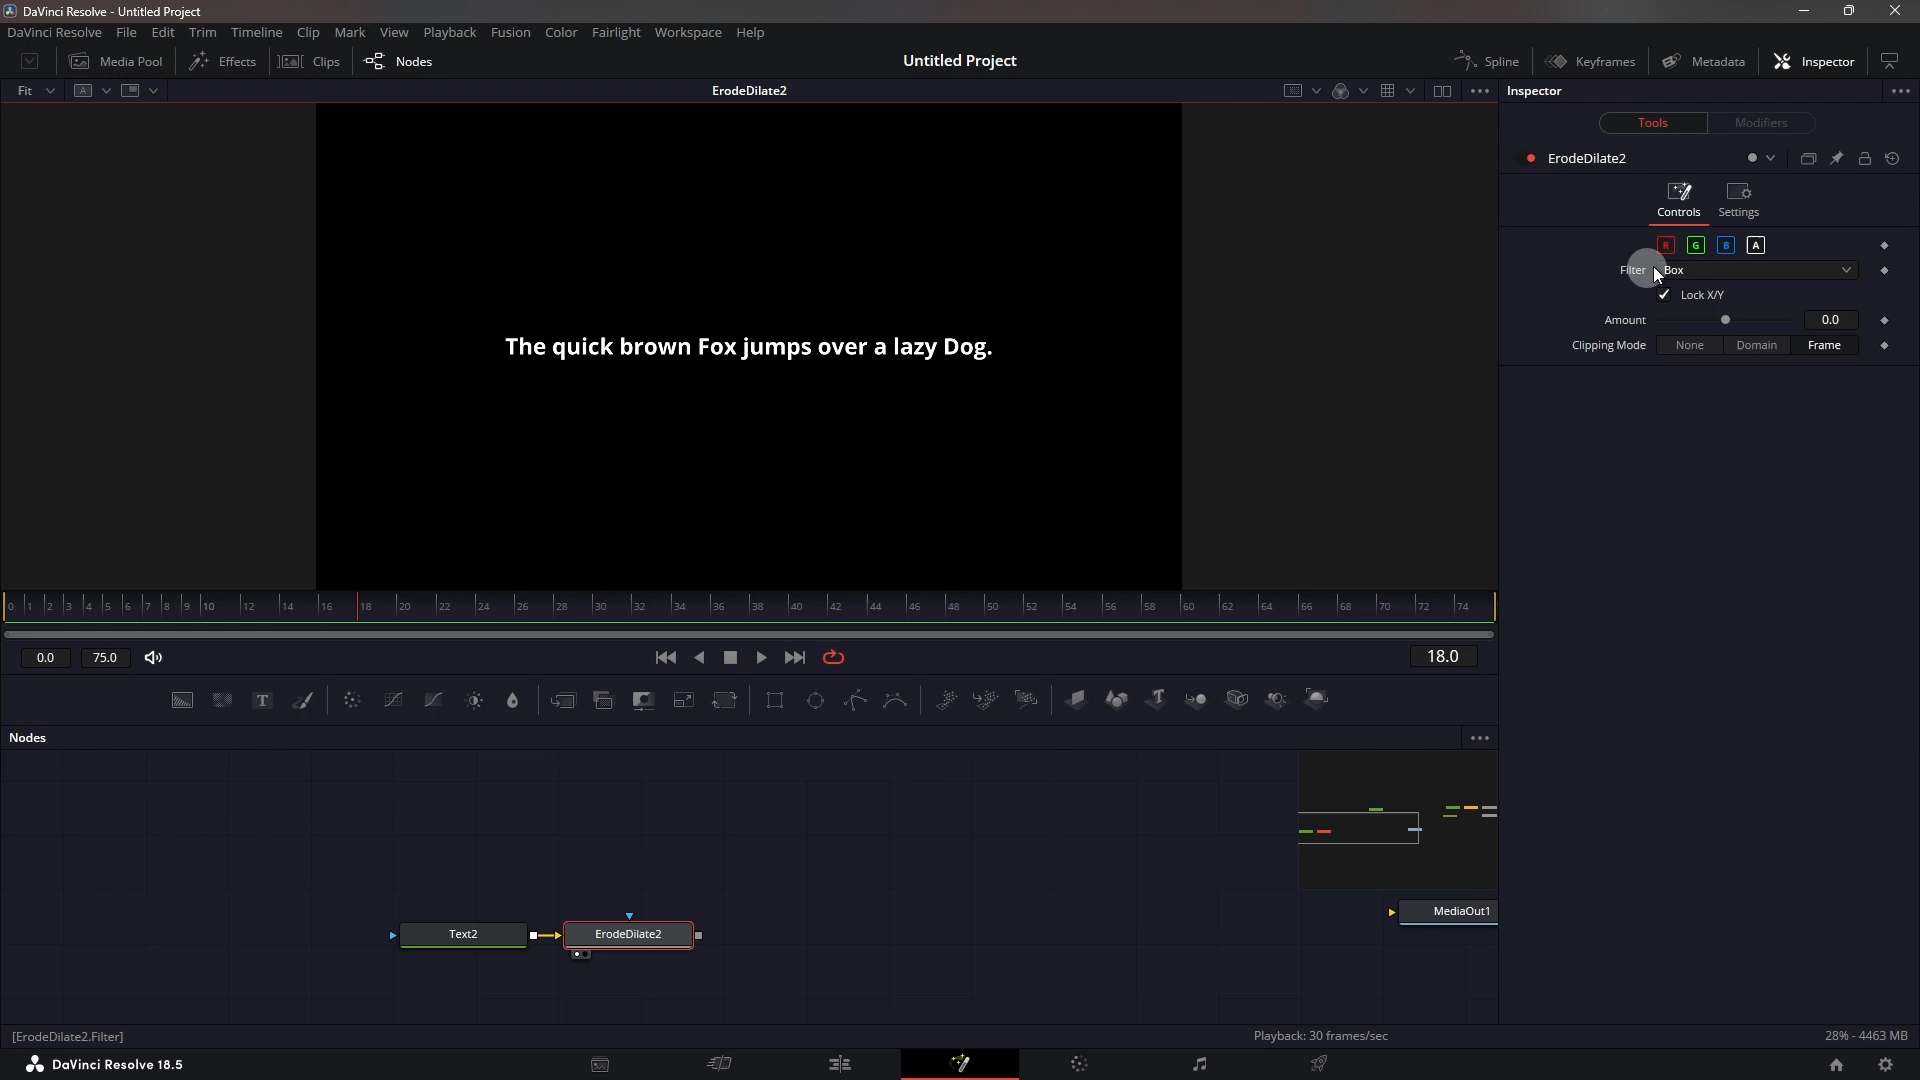 DaVinci Resolve - Untitled Project
DaVinci Resolve File Edit Trim Timeline Clip Mark View Playback Fusion Color Fairlight Workspace Help
Media Pool Effects Clips Nodes Untitled Project Spline Keyframes Metadata Inspector
Fit A ErodeDilate2 Inspector
Tools Modifiers
ErodeDilate2
Controls Settings
R G B A
Filter Box
Lock X/Y
Amount 0.0
Clipping Mode None Domain Frame
The quick brown Fox jumps over a lazy Dog.
0 1 2 3 4 5 6 7 8 9 10 12 14 16 18 20 22 24 26 28 30 32 34 36 38 40 42 44 46 48 50 52 54 56 58 60 62 64 66 68 70 72 74
0.0 75.0 18.0
T T
Nodes
MediaOut1
Text2 ErodeDilate2
[ErodeDilate2.Filter] Playback: 30 frames/sec 28% - 4463 MB
DaVinci Resolve 18.5